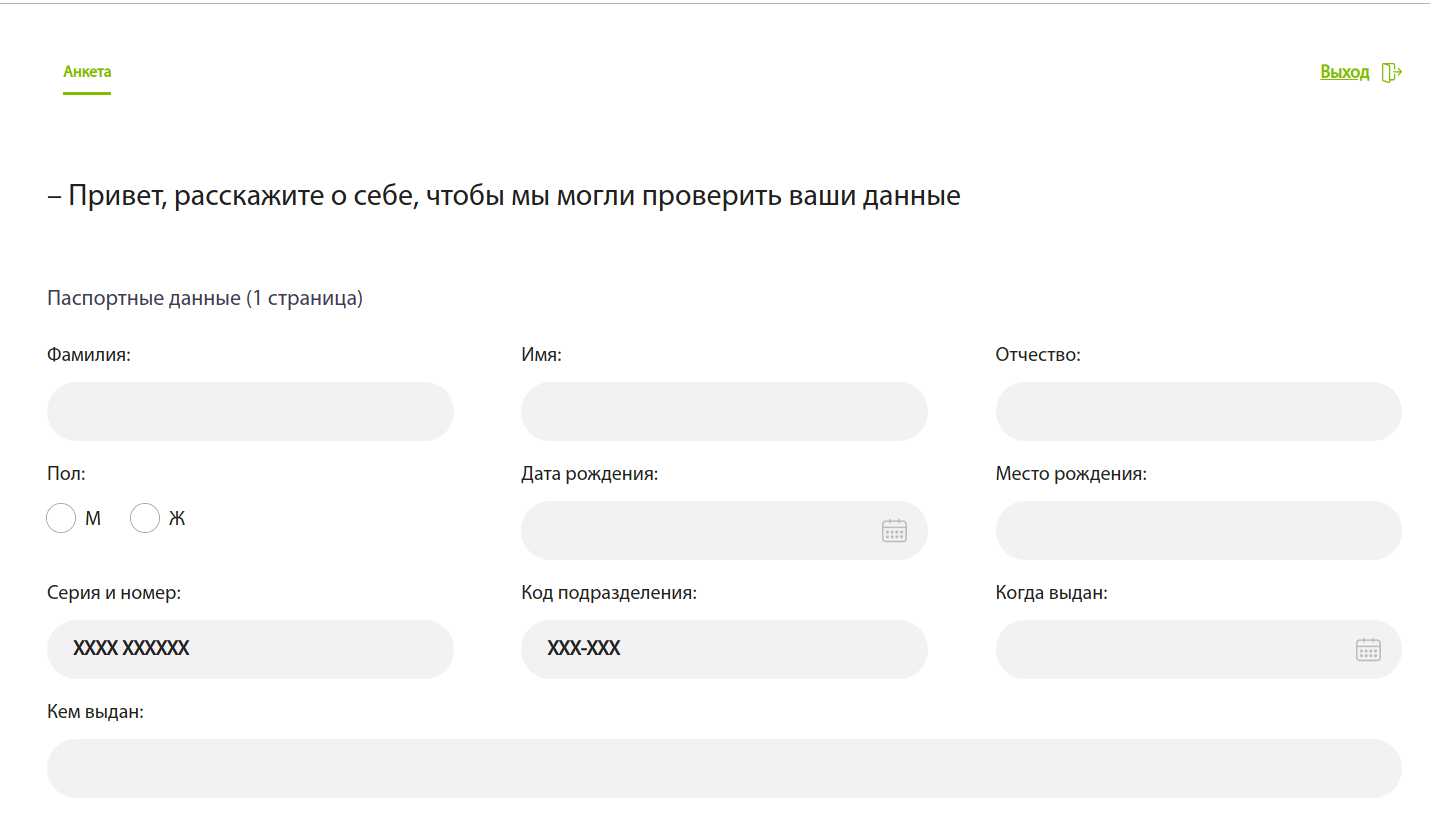 Анкета
Выход
– Привет, расскажите о себе, чтобы мы могли проверить ваши данные
Паспортные данные (1 страница)
Фамилия:
Имя:
Отчество:
Пол:
Дата рождения:
Место рождения:
М
Ж
Серия и номер:
Код подразделения:
Когда выдан:
XXXX XXXXXX
XXX-XXX
Кем выдан: